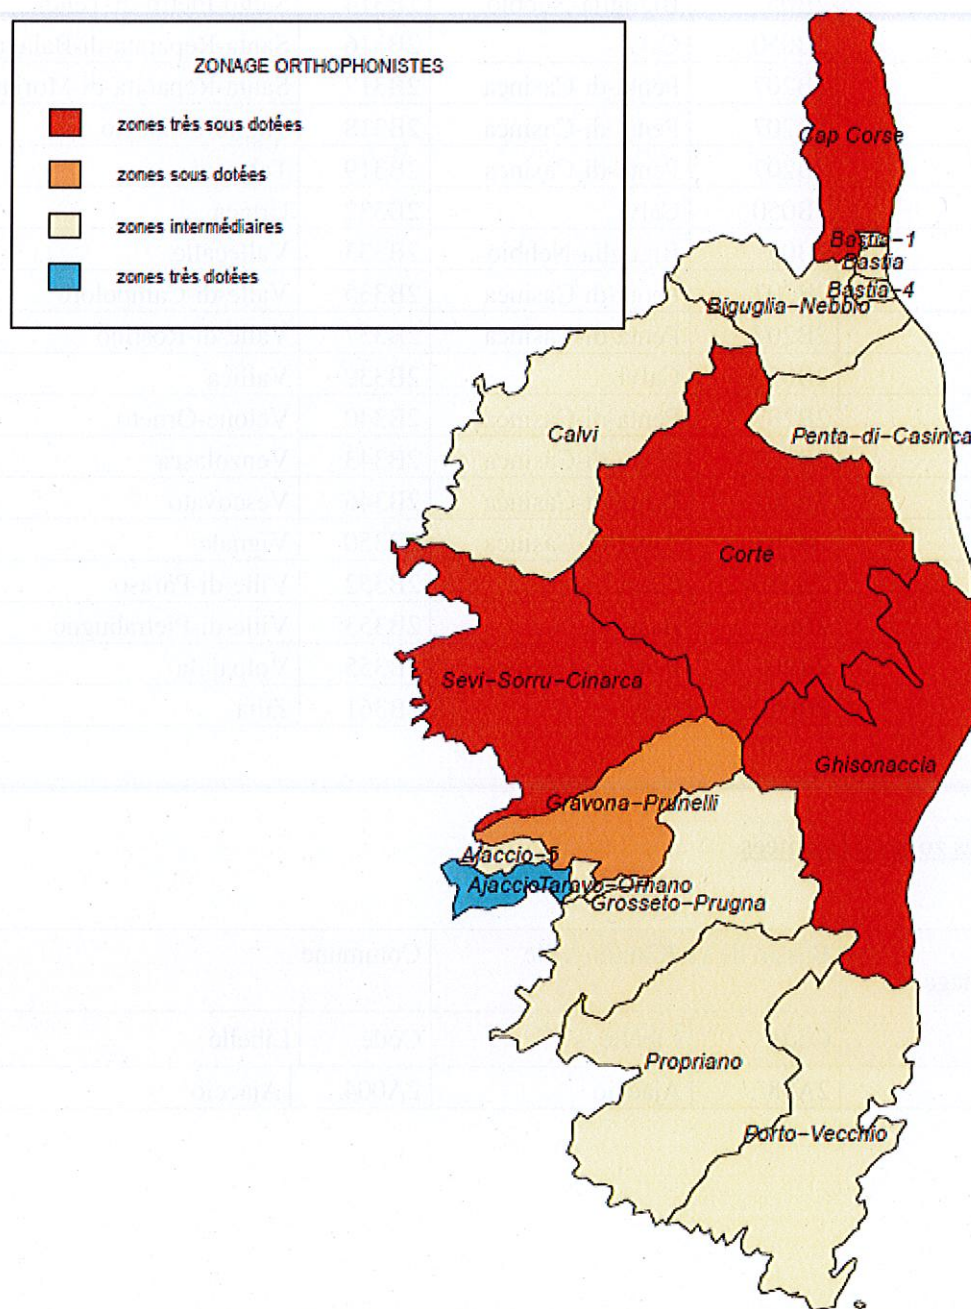 ZONAGE ORTHOPHONISTES
zones très sous dotées
zones sous dotées
zones intermédiaires
zones très dotées
Cap Corse
Bastia-1
Bastia
Bastia-4
Biguglia-Nebbio
Calvi
Penta-di-Casinca
Corte
Sevi-Sorru-Cinarca
Ghisonaccia
Gravona-Prunelli
Ajaccio-5
Ajaccio
Taravo-Ornano
Grosseto-Prugna
Propriano
Porto-Vecchio